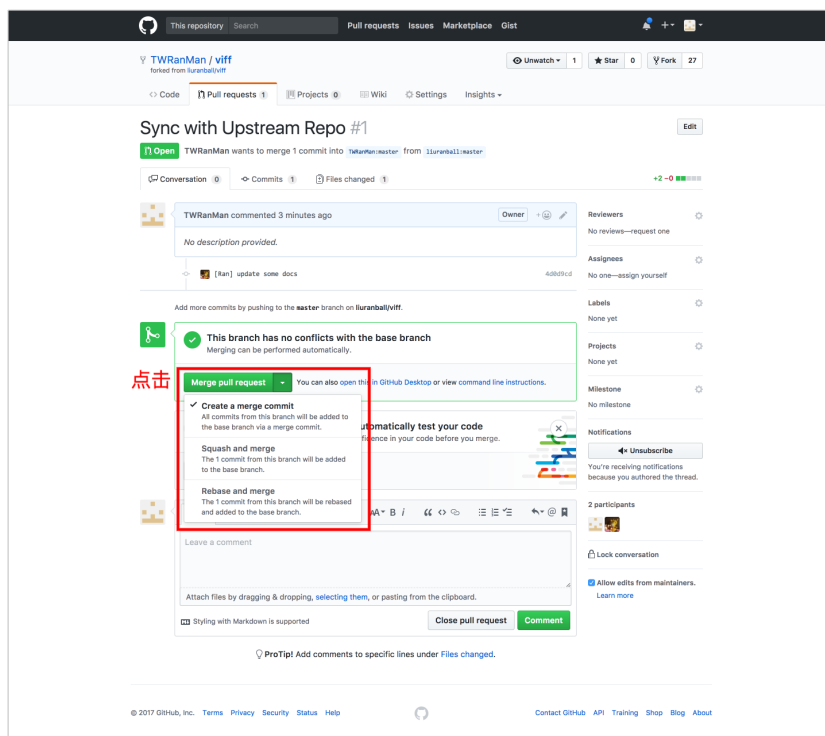 This repository Search Pull requests Issues Marketplace Gist
TWRanMan / viff
forked from liuranball/viff
Unwatch 1 Star 0 Fork 27
Code Pull requests 1 Projects 0 Wiki Settings Insights
Sync with Upstream Repo #1
Edit
Open TWRanMan wants to merge 1 commit into TWRanMan:master from liuranball:master
Conversation 0 Commits 1 Files changed 1
+2 −0
TWRanMan commented 3 minutes ago Owner
No description provided.
[Ran] update some docs 4d0d9cd
Add more commits by pushing to the master branch on liuranball/viff.
This branch has no conflicts with the base branch
Merging can be performed automatically.
点击
Merge pull request
You can also open this in GitHub Desktop or view command line instructions.
Create a merge commit
All commits from this branch will be added to
the base branch via a merge commit.
Squash and merge
The 1 commit from this branch will be added
to the base branch.
Rebase and merge
The 1 commit from this branch will be rebased
and added to the base branch.
utomatically test your code
fidence in your code before you merge.
AA B i
Leave a comment
Attach files by dragging & dropping, selecting them, or pasting from the clipboard.
Styling with Markdown is supported
Close pull request Comment
ProTip! Add comments to specific lines under Files changed.
Reviewers
No reviews—request one
Assignees
No one—assign yourself
Labels
None yet
Projects
None yet
Milestone
No milestone
Notifications
Unsubscribe
You're receiving notifications
because you authored the thread.
2 participants
Lock conversation
Allow edits from maintainers.
Learn more
© 2017 GitHub, Inc. Terms Privacy Security Status Help
Contact GitHub API Training Shop Blog About